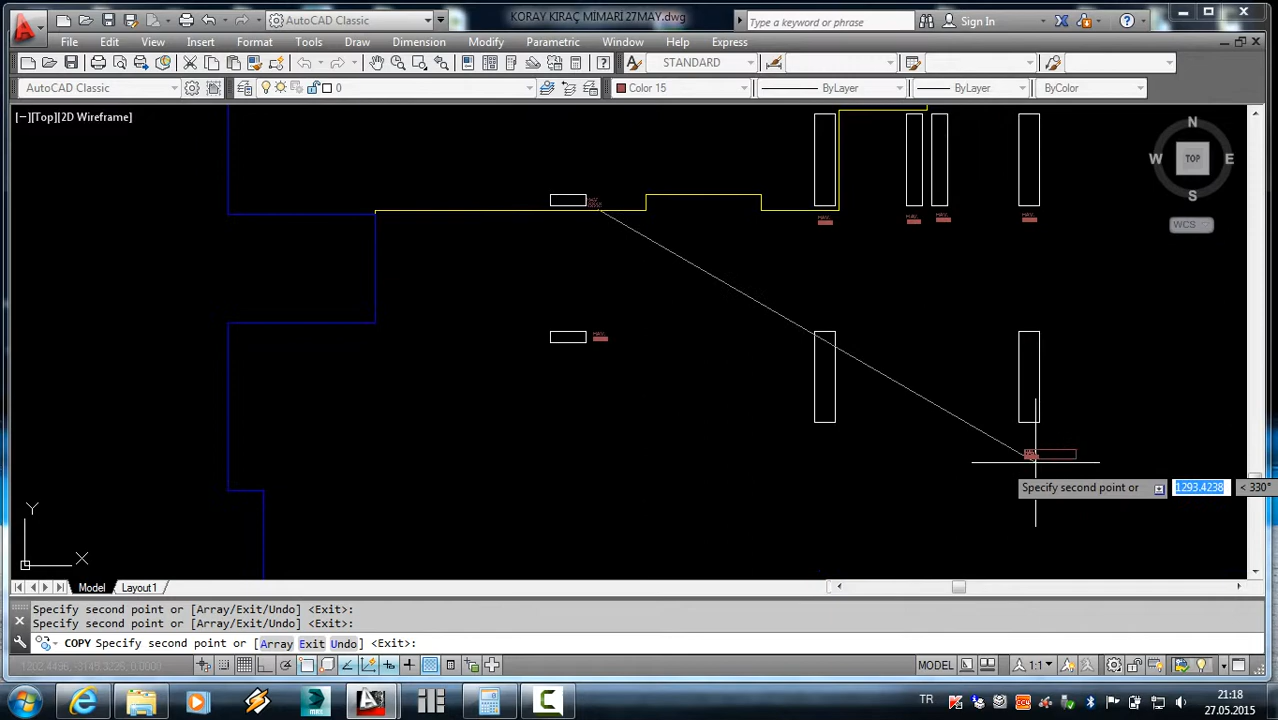 AutoCAD Classic
KORAY KIRAÇ MIMARI 27MAY.dwg
Type a keyword or phrase
Sign In
File Edit View Insert Format Tools Draw Dimension Modify Parametric Window Help Express
STANDARD
AutoCAD Classic
0
Color 15
ByLayer
ByLayer
ByColor
[−][Top][2D Wireframe]
N
W TOP E
S
WCS
Specify second point or 1293.4238 < 330°
Y
X
Model Layout1
Specify second point or [Array/Exit/Undo] <Exit>:
Specify second point or [Array/Exit/Undo] <Exit>:
COPY Specify second point or [Array Exit Undo] <Exit>:
MODEL
1:1
TR
21:18
27.05.2015